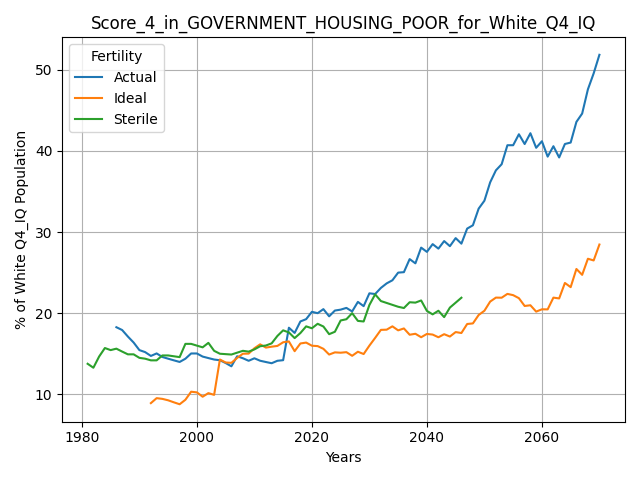 Score_4_in_GOVERNMENT_HOUSING_POOR_for_White_Q4_IQ
Fertility
Actual
Ideal
Sterile
% of White Q4_IQ Population
50
40
30
20
10
1980
2000
2020
2040
2060
Years